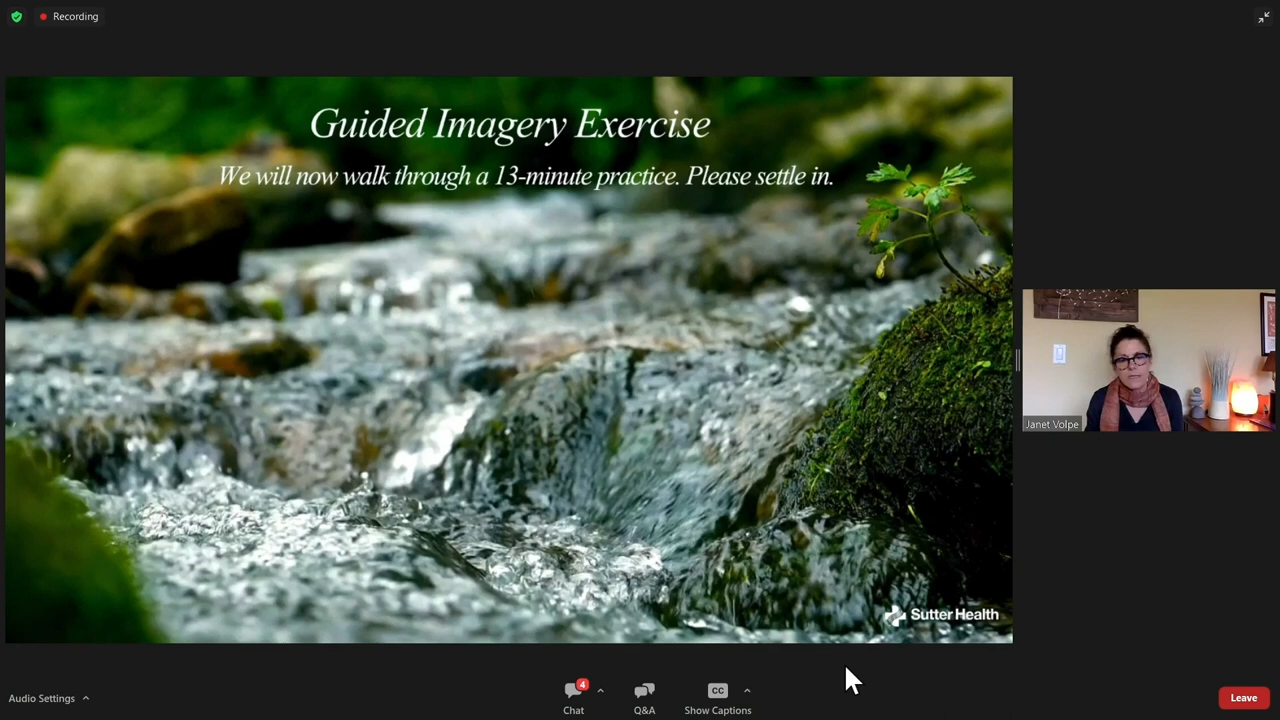 Recording
Guided Imagery Exercise
We will now walk through a 13-minute practice. Please settle in.
Janet Volpe
Sutter Health
Audio Settings
4
Chat
Q&A
CC
Show Captions
Leave